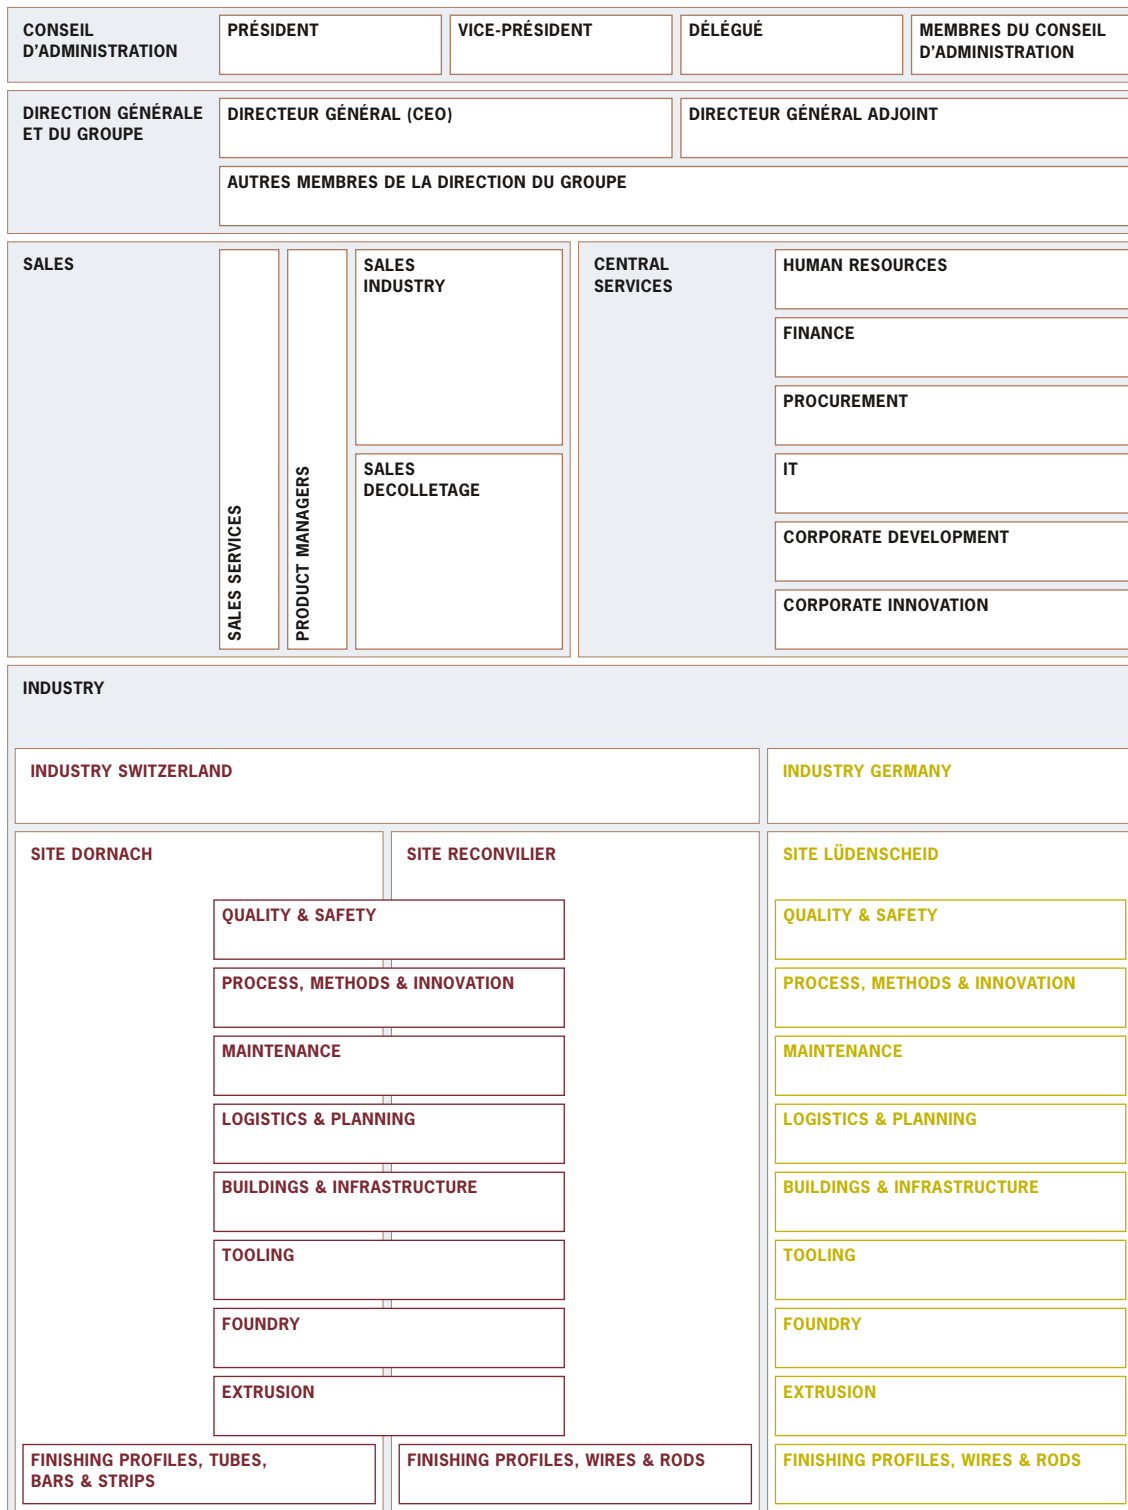 CONSEIL
D'ADMINISTRATION
PRÉSIDENT
VICE-PRÉSIDENT
DÉLÉGUÉ
MEMBRES DU CONSEIL
D'ADMINISTRATION
DIRECTION GÉNÉRALE
ET DU GROUPE
DIRECTEUR GÉNÉRAL (CEO)
DIRECTEUR GÉNÉRAL ADJOINT
AUTRES MEMBRES DE LA DIRECTION DU GROUPE
SALES
SALES SERVICES
PRODUCT MANAGERS
SALES
INDUSTRY
SALES
DECOLLETAGE
CENTRAL
SERVICES
HUMAN RESOURCES
FINANCE
PROCUREMENT
IT
CORPORATE DEVELOPMENT
CORPORATE INNOVATION
INDUSTRY
INDUSTRY SWITZERLAND
SITE DORNACH
SITE RECONVILIER
QUALITY & SAFETY
PROCESS, METHODS & INNOVATION
MAINTENANCE
LOGISTICS & PLANNING
BUILDINGS & INFRASTRUCTURE
TOOLING
FOUNDRY
EXTRUSION
FINISHING PROFILES, TUBES,
BARS & STRIPS
FINISHING PROFILES, WIRES & RODS
INDUSTRY GERMANY
SITE LÜDENSCHEID
QUALITY & SAFETY
PROCESS, METHODS & INNOVATION
MAINTENANCE
LOGISTICS & PLANNING
BUILDINGS & INFRASTRUCTURE
TOOLING
FOUNDRY
EXTRUSION
FINISHING PROFILES, WIRES & RODS